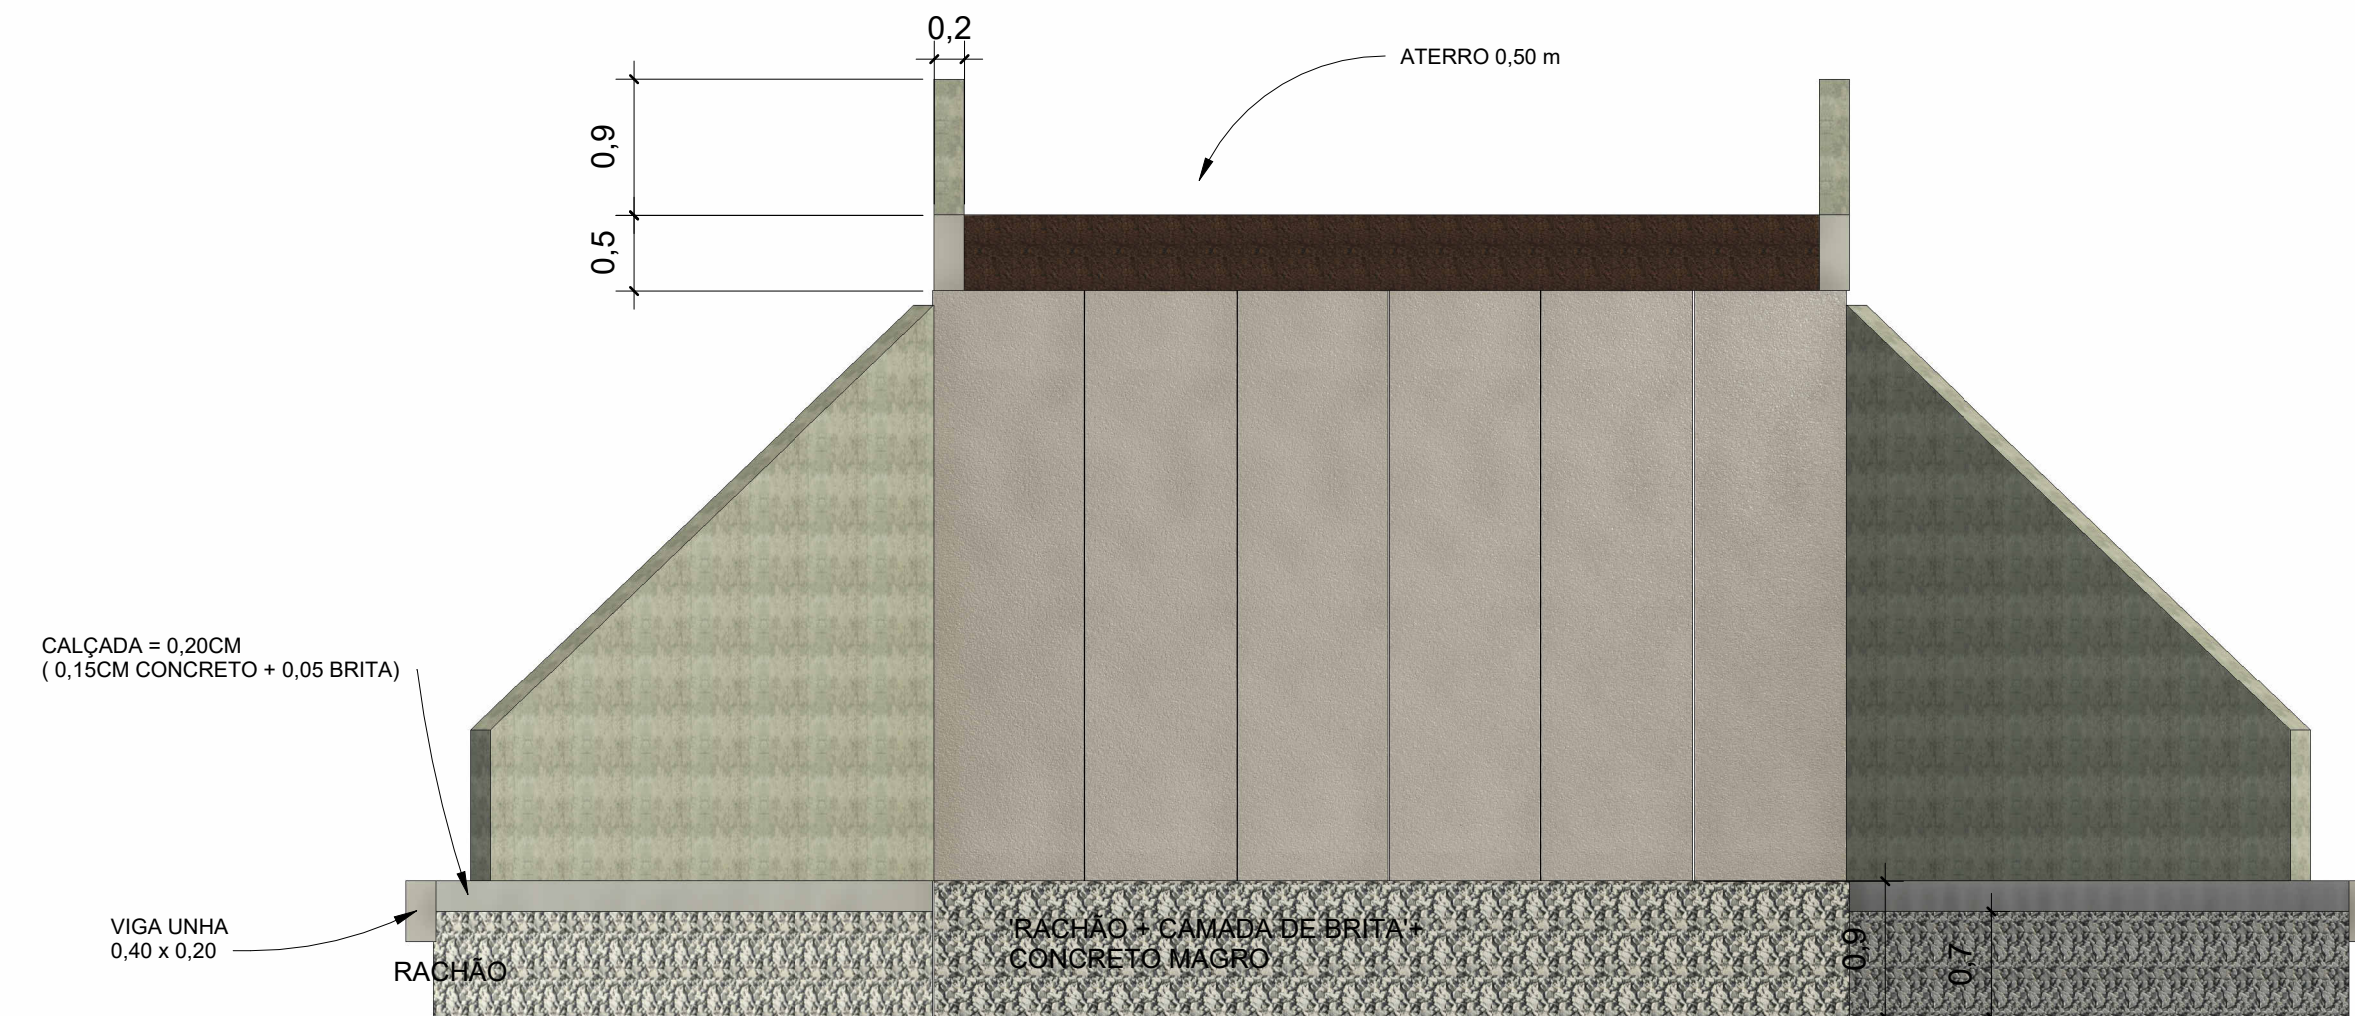 0,2
ATERRO 0,50 m
0,9
0,5
CALÇADA = 0,20CM
( 0,15CM CONCRETO + 0,05 BRITA)
VIGA UNHA
0,40 x 0,20
RACHÃO
'RACHÃO + CAMADA DE BRITA'+
CONCRETO MAGRO
0,9
0,7